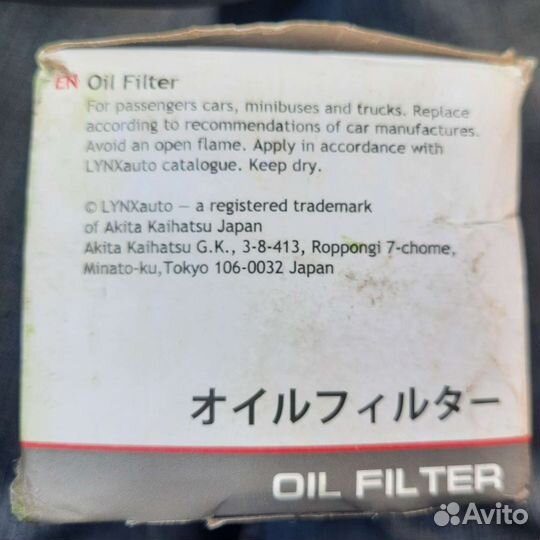 EN Oil Filter
For passengers cars, minibuses and trucks. Replace
according to recommendations of car manufactures.
Avoid an open flame. Apply in accordance with
LYNXauto catalogue. Keep dry.
© LYNXauto — a registered trademark
of Akita Kaihatsu Japan
Akita Kaihatsu G.K., 3-8-413, Roppongi 7-chome,
Minato-ku,Tokyo 106-0032 Japan
オイルフィルター
OIL FILTER
Avito